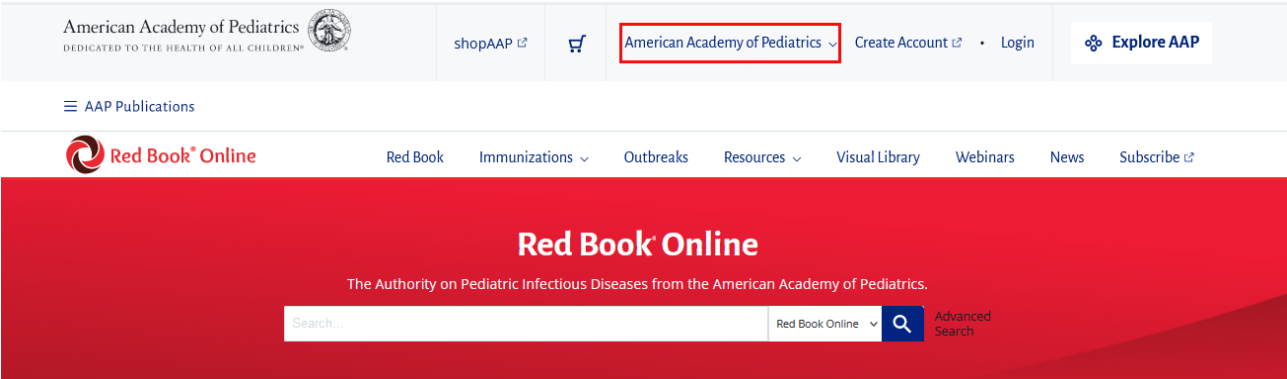 American Academy of Pediatrics
DEDICATED TO THE HEALTH OF ALL CHILDREN®
shopAAP
American Academy of Pediatrics
Create Account
•
Login
Explore AAP
AAP Publications
Red Book® Online
Red Book
Immunizations
Outbreaks
Resources
Visual Library
Webinars
News
Subscribe
Red Book® Online
The Authority on Pediatric Infectious Diseases from the American Academy of Pediatrics.
Search...
Red Book Online
Advanced
Search